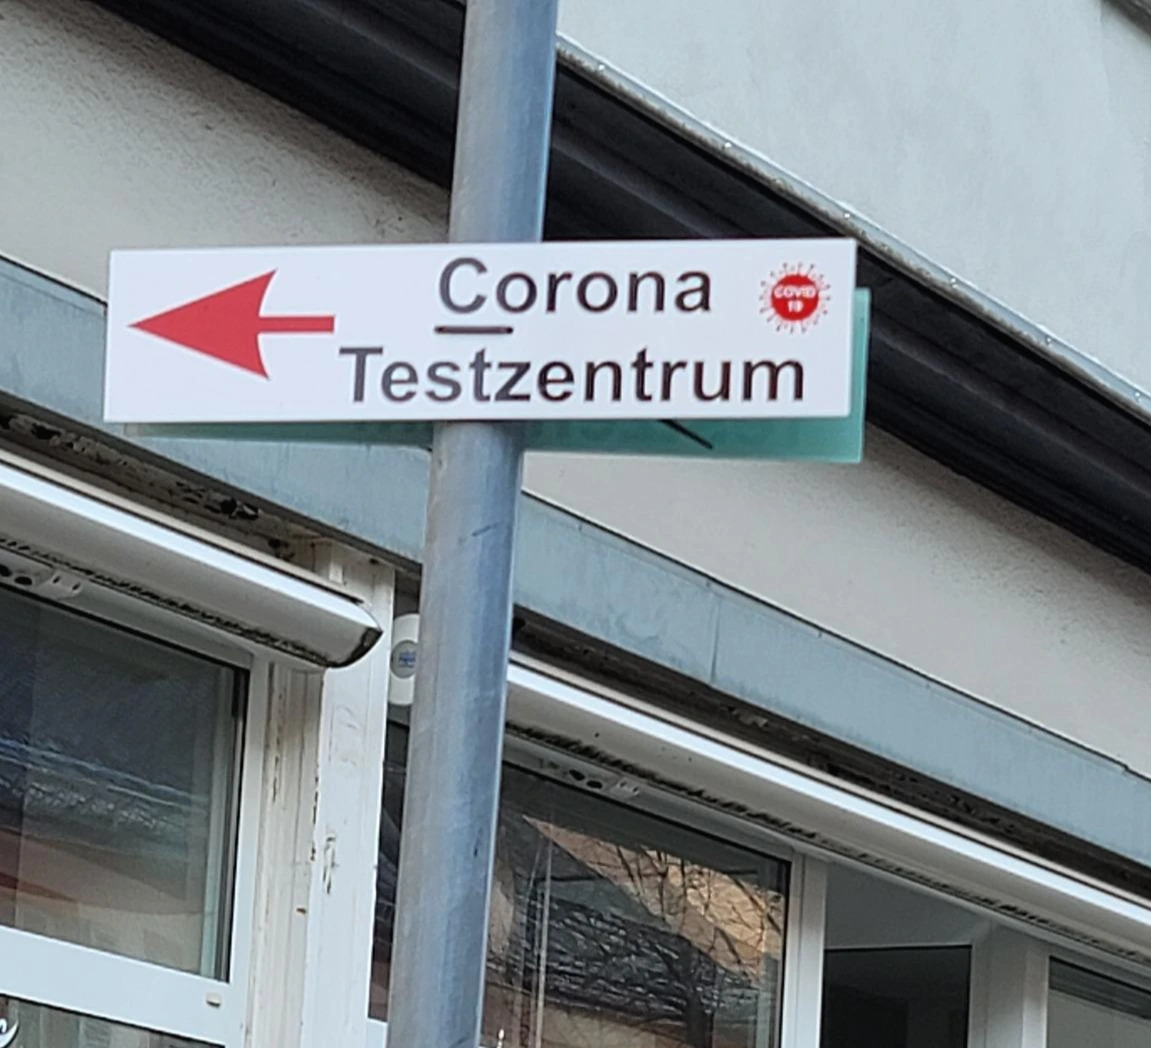 Corona
Testzentrum
COVID
19